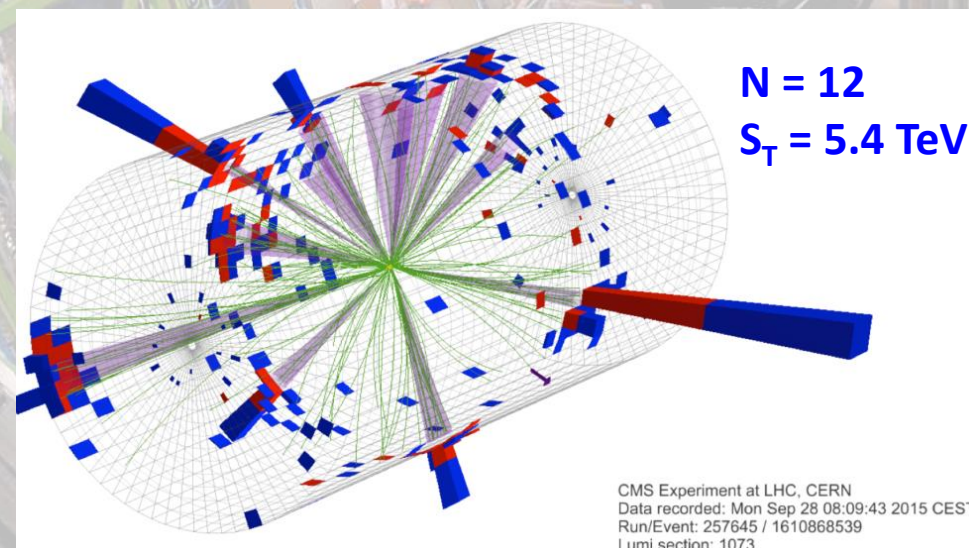 N = 12
S_T = 5.4 TeV
CMS Experiment at LHC, CERN
Data recorded: Mon Sep 28 08:09:43 2015 CEST
Run/Event: 257645 / 1610868539
Lumi section: 1073